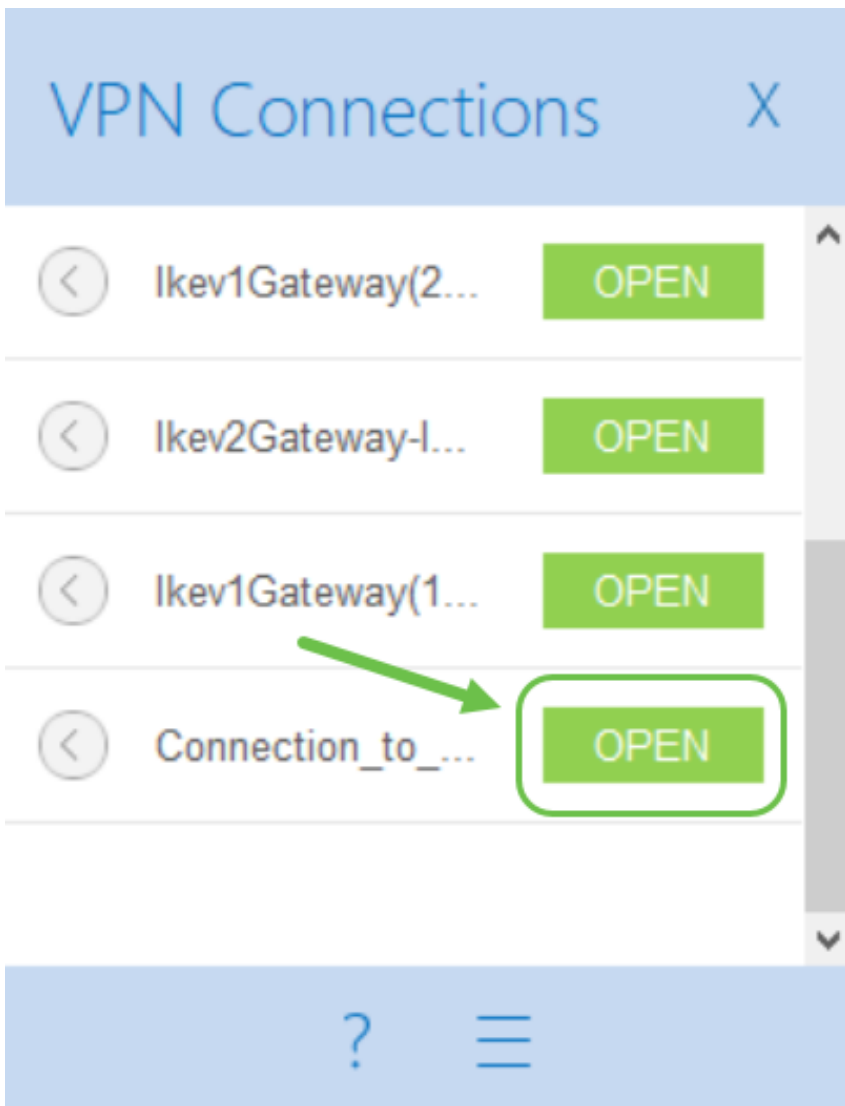 VPN Connections X
Ikev1Gateway(2... OPEN
Ikev2Gateway-I... OPEN
Ikev1Gateway(1... OPEN
Connection_to_... OPEN
?